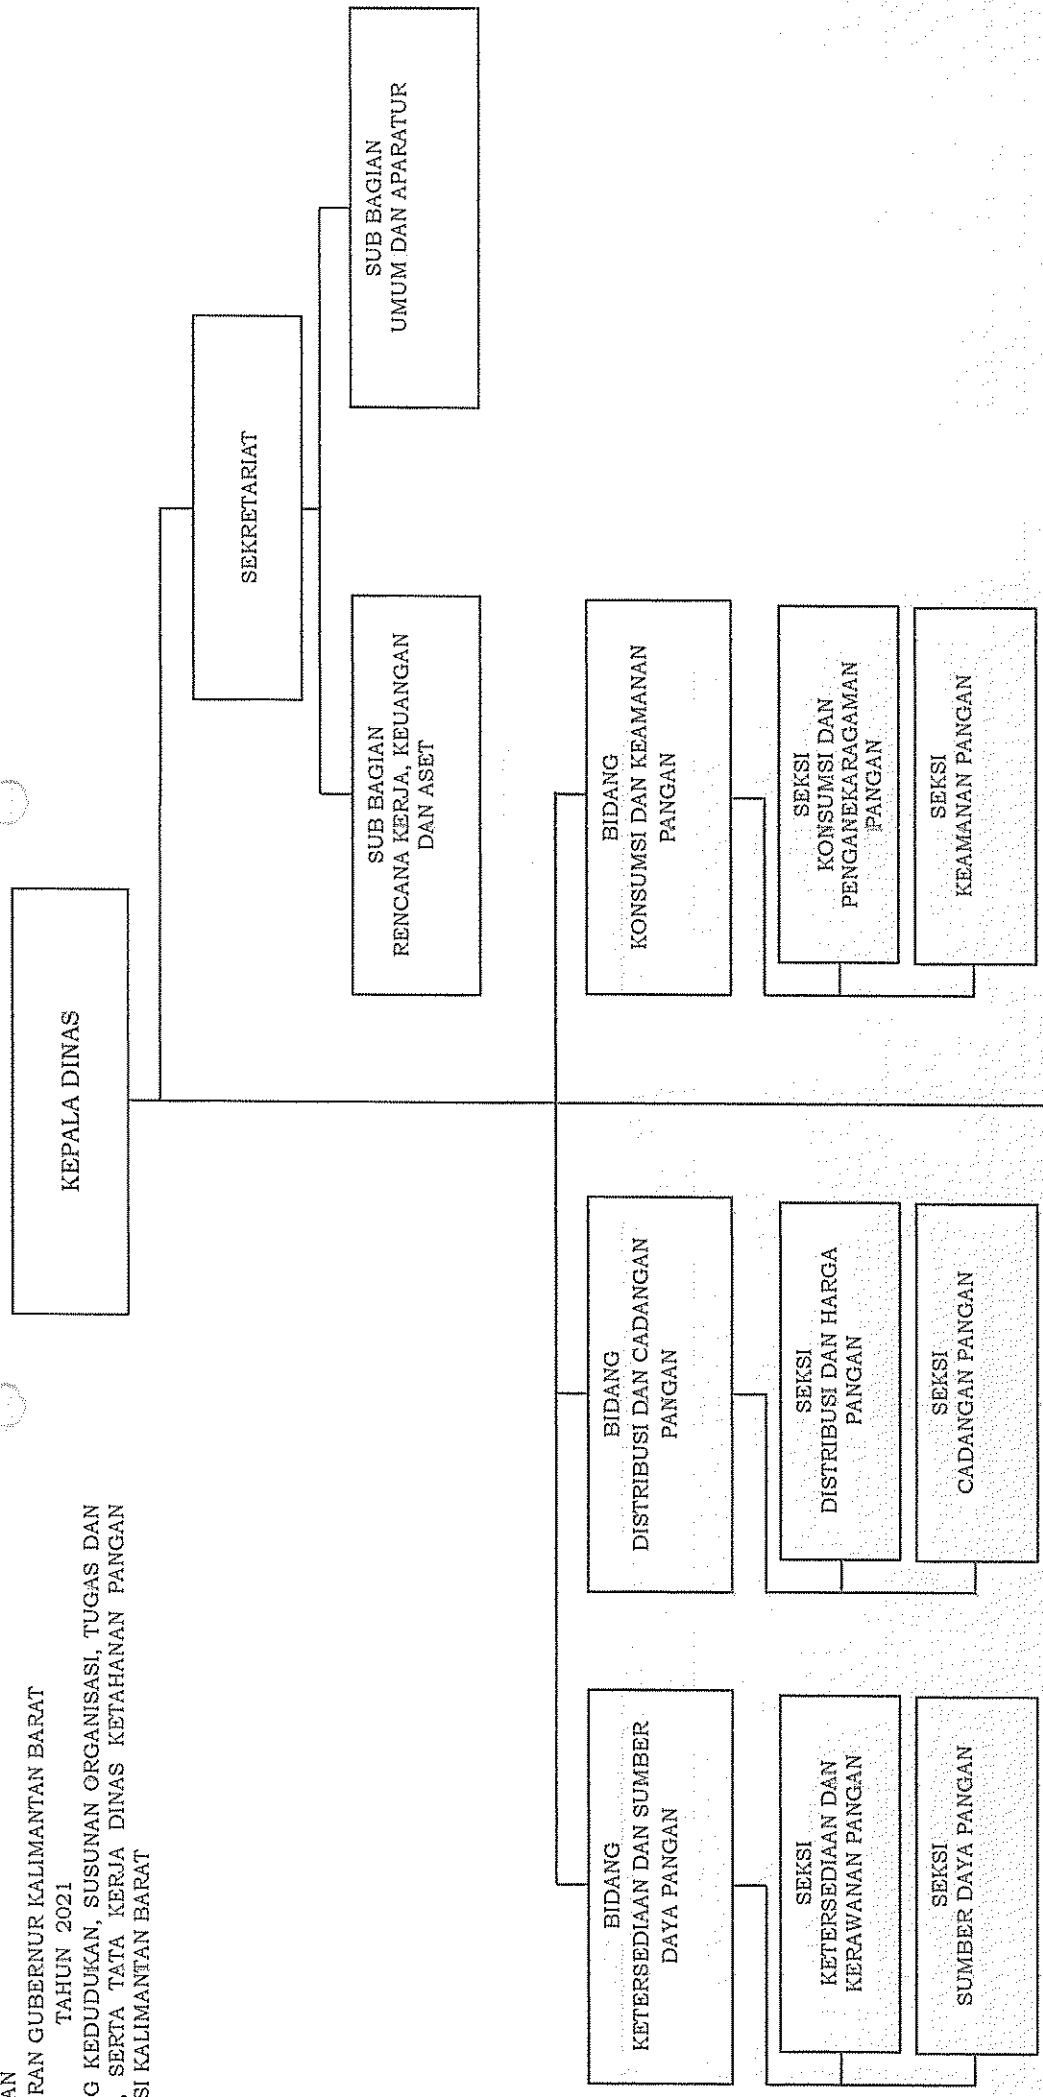 AN
RAN GUBERNUR KALIMANTAN BARAT
TAHUN 2021
G KEDUDUKAN, SUSUNAN ORGANISASI, TUGAS DAN
, SERTA TATA KERJA DINAS KETAHANAN PANGAN
SI KALIMANTAN BARAT
KEPALA DINAS
SEKRETARIAT
SUB BAGIAN
RENCANA KERJA, KEUANGAN
DAN ASET
SUB BAGIAN
UMUM DAN APARATUR
BIDANG
KETERSEDIAAN DAN SUMBER
DAYA PANGAN
BIDANG
DISTRIBUSI DAN CADANGAN
PANGAN
BIDANG
KONSUMSI DAN KEAMANAN
PANGAN
SEKSI
KETERSEDIAAN DAN
KERAWANAN PANGAN
SEKSI
DISTRIBUSI DAN HARGA
PANGAN
SEKSI
KONSUMSI DAN
PENGANEKARAGAMAN
PANGAN
SEKSI
SUMBER DAYA PANGAN
SEKSI
CADANGAN PANGAN
SEKSI
KEAMANAN PANGAN